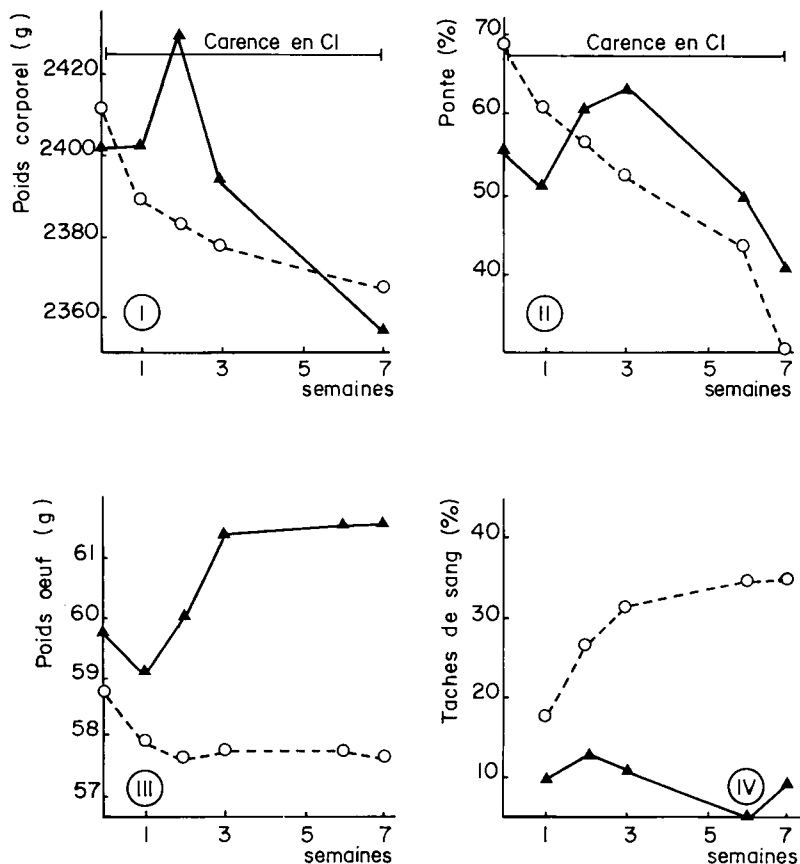 Poids corporel (g)
Carence en Cl
2420
2400
2380
2360
I
1 3 5 7
semaines
Ponte (%)
Carence en Cl
70
60
50
40
II
1 3 5 7
semaines
Poids oeuf (g)
61
60
59
58
57
III
1 3 5 7
semaines
Taches de sang (%)
40
30
20
10
IV
1 3 5 7
semaines